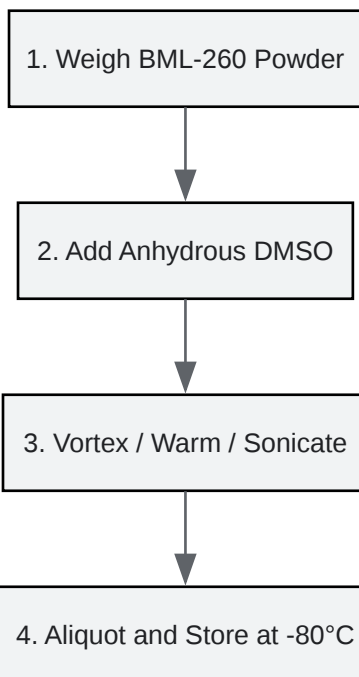 1. Weigh BML-260 Powder
2. Add Anhydrous DMSO
3. Vortex / Warm / Sonicate
4. Aliquot and Store at -80°C